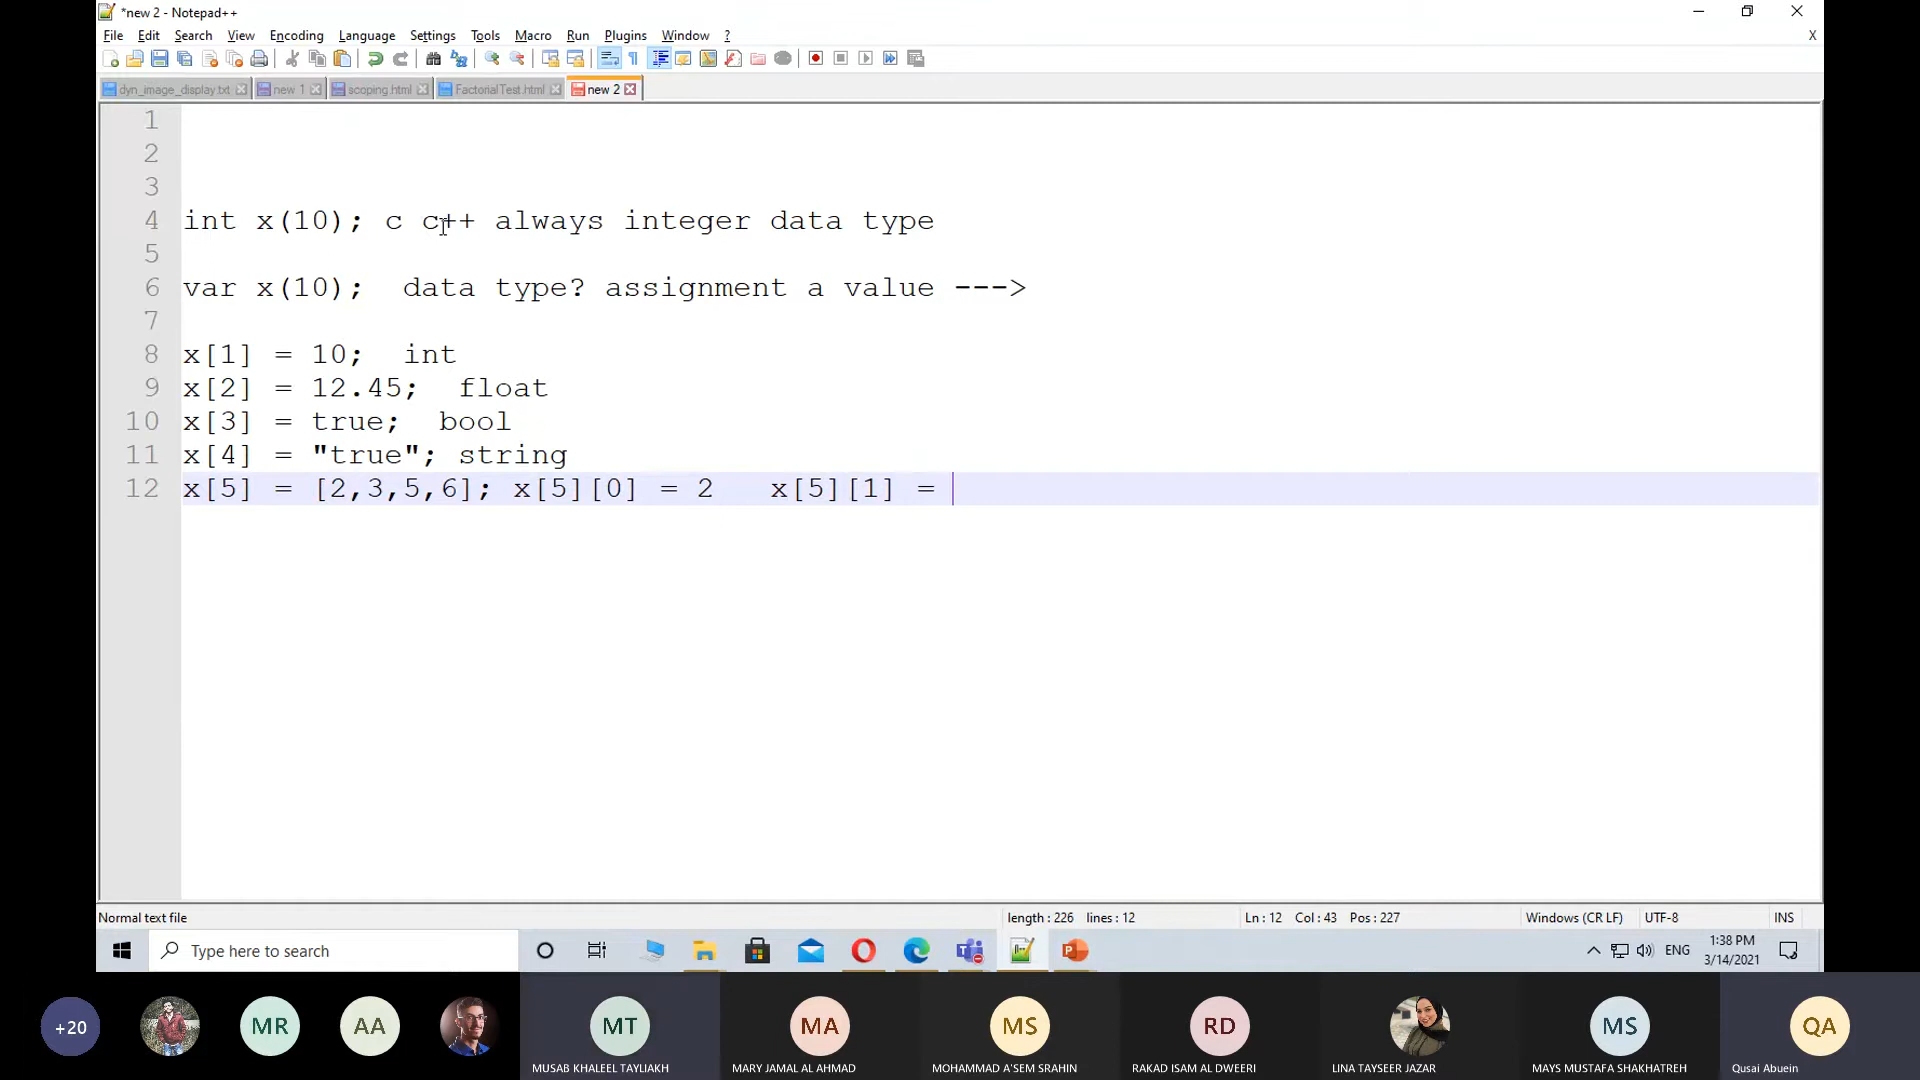 *new 2 - Notepad++
File Edit Search View Encoding Language Settings Tools Macro Run Plugins Window ?
X
dyn_image_display.txt new 1 scoping.html FactorialTest.html new 2
1
2
3
4 int x(10); c c++ always integer data type
5
6 var x(10);  data type? assignment a value --->
7
8 x[1] = 10;  int
9 x[2] = 12.45;  float
10 x[3] = true;  bool
11 x[4] = "true"; string
12 x[5] = [2,3,5,6]; x[5][0] = 2   x[5][1] =
Normal text file length : 226 lines : 12 Ln : 12 Col : 43 Pos : 227 Windows (CR LF) UTF-8 INS
Type here to search ENG 1:38 PM
3/14/2021
+20 MR AA MT MA MS RD MS QA
MUSAB KHALEEL TAYLIAKH MARY JAMAL AL AHMAD MOHAMMAD A'SEM SRAHIN RAKAD ISAM AL DWEERI LINA TAYSEER JAZAR MAYS MUSTAFA SHAKHATREH Qusai Abuein